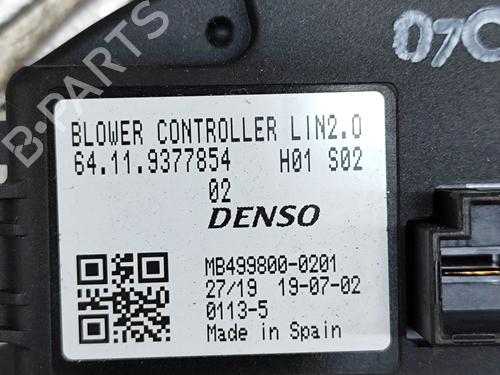 07C
BLOWER CONTROLLER LIN2.0
64.11.9377854 H01 S02
02
DENSO
MB499800-0201
27/19 19-07-02
0113-5
Made in Spain
B-PARTS